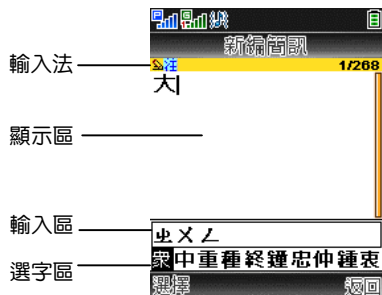 新編簡訊
輸入法
注 1/268
大
顯示區
輸入區
ㄓㄨㄥ
選字區
眾中重種終鐘忠仲鍾衷
選擇 返回